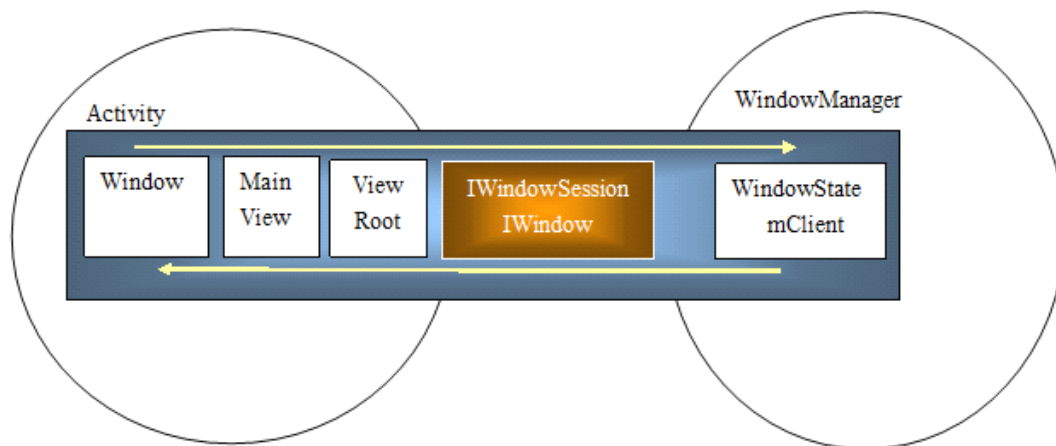 Activity
WindowManager
Window
Main
View
View
Root
IWindowSession
IWindow
WindowState
mClient